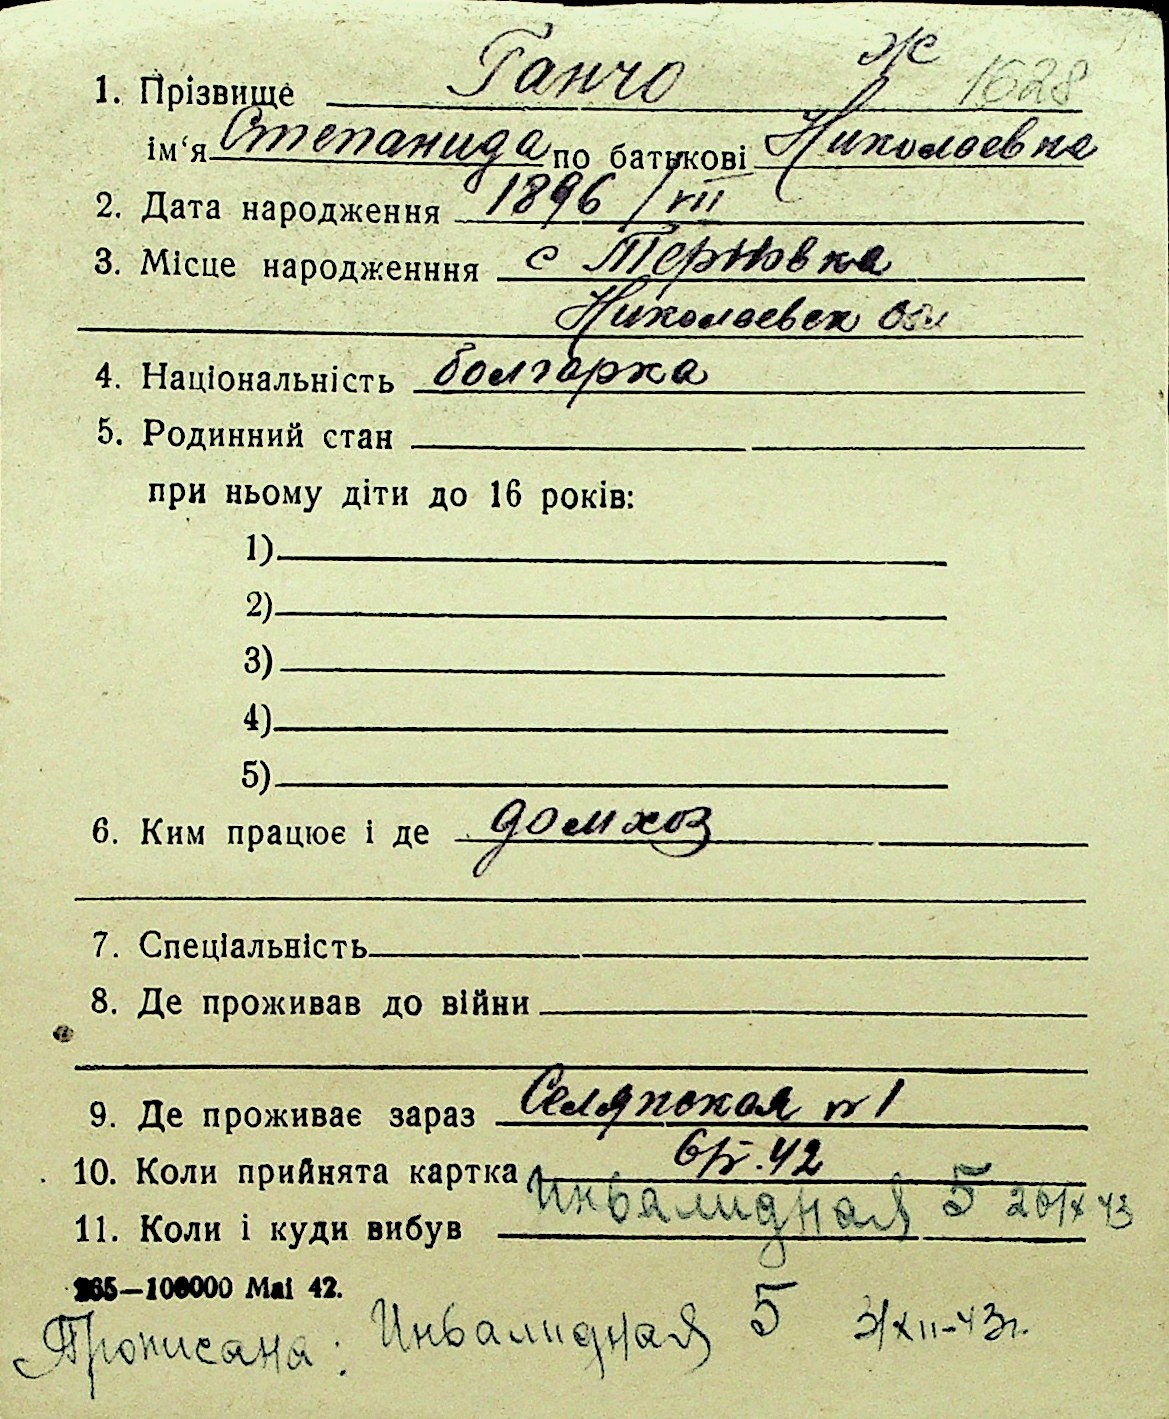 Ж
1. Прізвище Ганчо 1628
ім'я Степанида по батькові Николаевна
2. Дата народження 1896 / VII
3. Місце народженння с Терновка
Николаевск обл
4. Національність болгарка
5. Родинний стан
при ньому діти до 16 років:
1)
2)
3)
4)
5)
6. Ким працює і де домхоз
7. Спеціальність
8. Де проживав до війни
9. Де проживає зараз Селянская № 1
10. Коли прийнята картка 6/V.42
11. Коли і куди вибув Инвалидная 5 20/X 43
265—100000 Маі 42.
Прописана: Инвалидная 5 3/XII-43г.